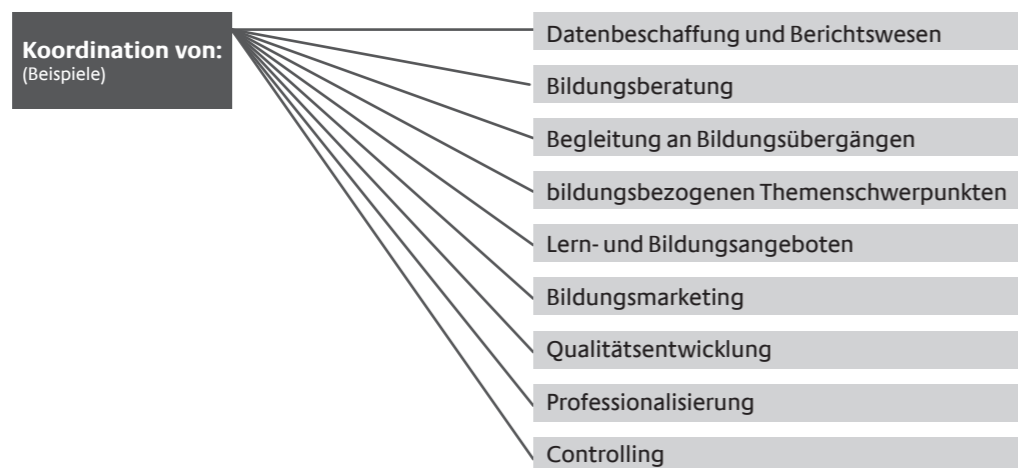 Koordination von:
(Beispiele)
Datenbeschaffung und Berichtswesen
Bildungsberatung
Begleitung an Bildungsübergängen
bildungsbezogenen Themenschwerpunkten
Lern- und Bildungsangeboten
Bildungsmarketing
Qualitätsentwicklung
Professionalisierung
Controlling